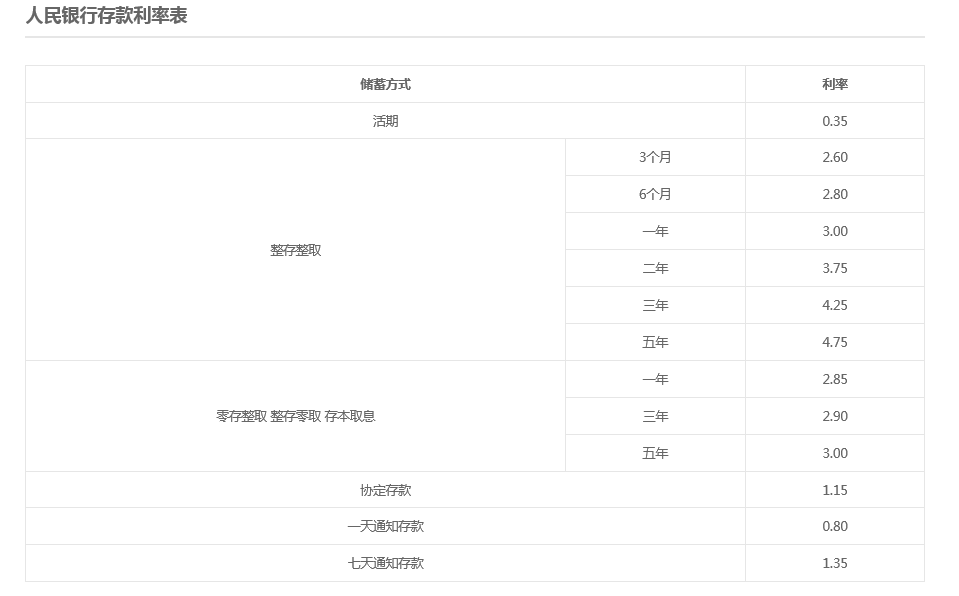 人民银行存款利率表
储蓄方式 利率
活期 0.35
整存整取 3个月 2.60
6个月 2.80
一年 3.00
二年 3.75
三年 4.25
五年 4.75
零存整取 整存零取 存本取息 一年 2.85
三年 2.90
五年 3.00
协定存款 1.15
一天通知存款 0.80
七天通知存款 1.35